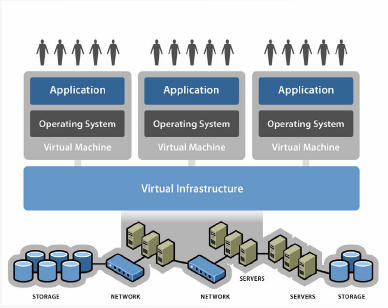 Application
Application
Application
Operating System
Operating System
Operating System
Virtual Machine
Virtual Machine
Virtual Machine
Virtual Infrastructure
SERVERS
STORAGE
NETWORK
NETWORK
SERVERS
STORAGE